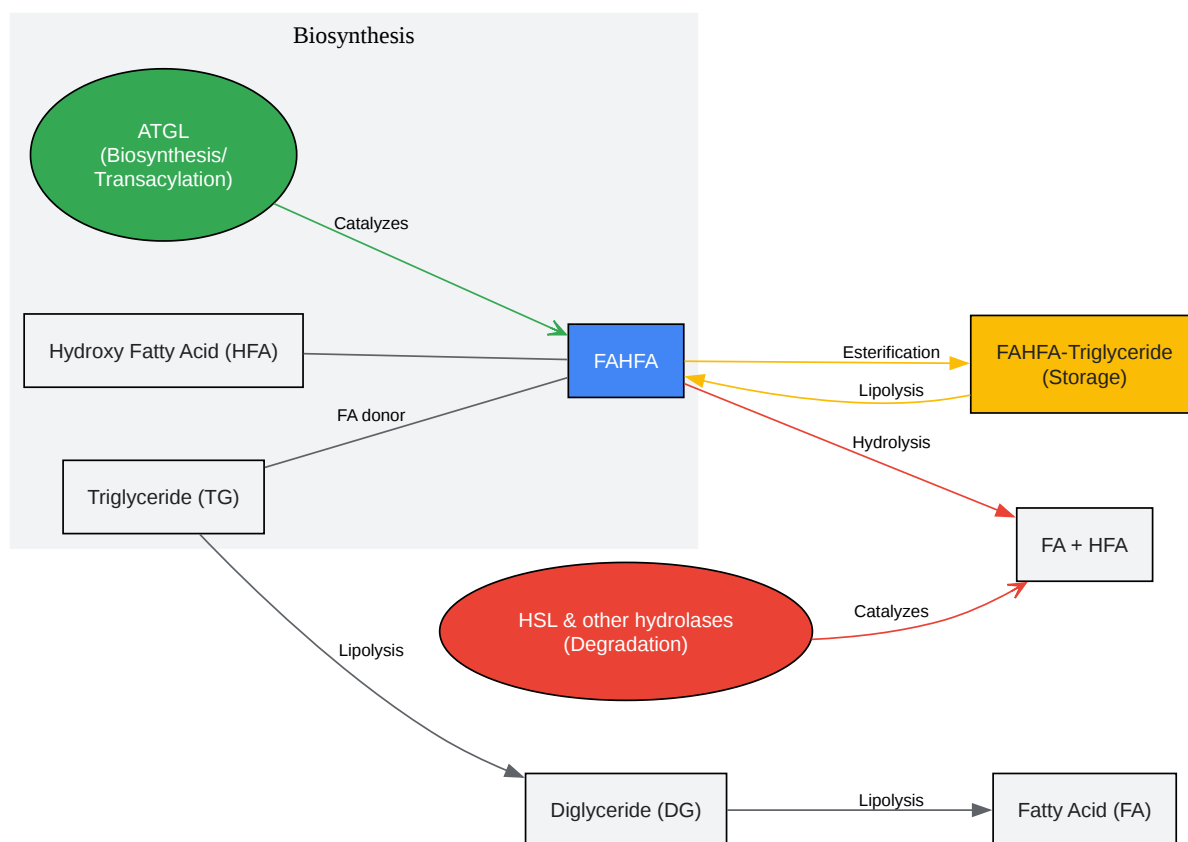 Biosynthesis
ATGL
(Biosynthesis/
Transacylation)
Catalyzes
Hydroxy Fatty Acid (HFA)
FAHFA
Esterification
FAHFA-Triglyceride
(Storage)
Lipolysis
FA donor
Hydrolysis
Triglyceride (TG)
FA + HFA
HSL & other hydrolases
(Degradation)
Catalyzes
Lipolysis
Diglyceride (DG)
Lipolysis
Fatty Acid (FA)